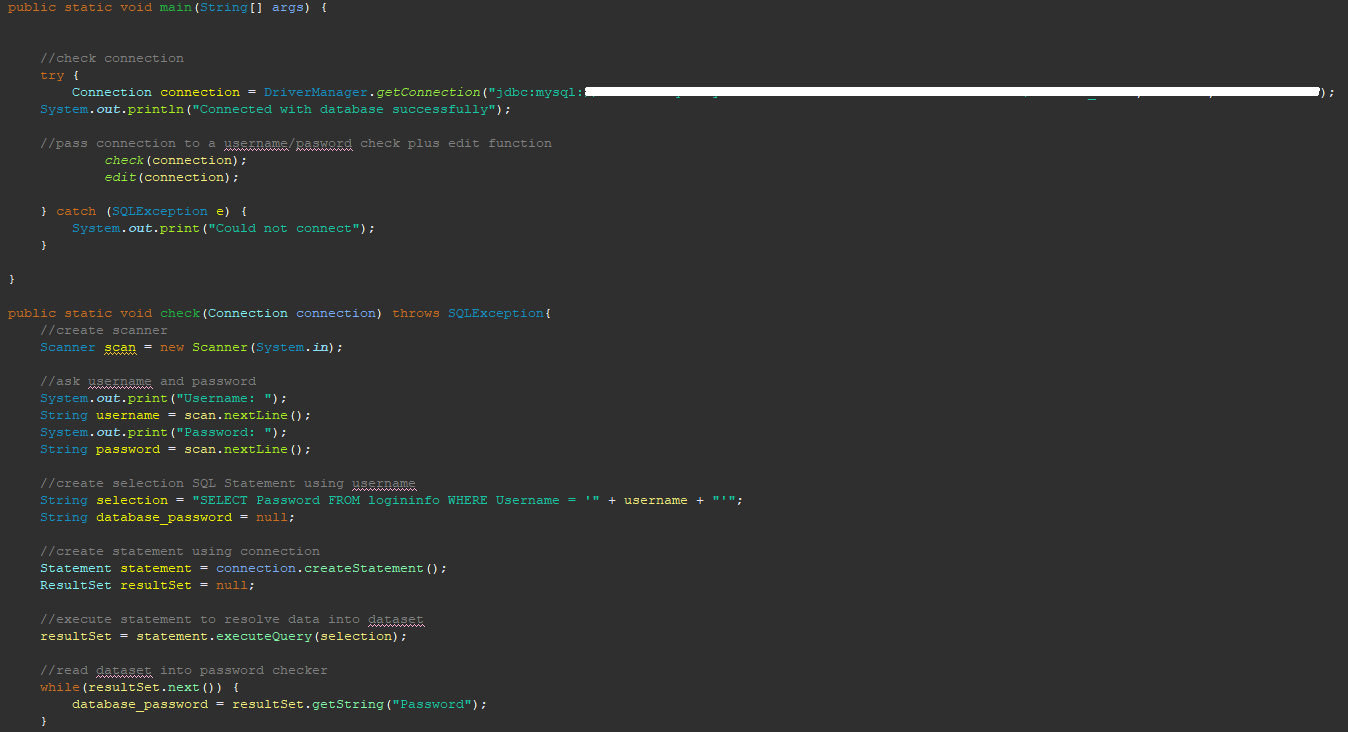 public static void main(String[] args) {
//check connection
try {
Connection connection = DriverManager.getConnection("jdbc:mysql: );
System.out.println("Connected with database successfully");
//pass connection to a username/pasword check plus edit function
check(connection);
edit(connection);
} catch (SQLException e) {
System.out.print("Could not connect");
}
}
public static void check(Connection connection) throws SQLException{
//create scanner
Scanner scan = new Scanner(System.in);
//ask username and password
System.out.print("Username: ");
String username = scan.nextLine();
System.out.print("Password: ");
String password = scan.nextLine();
//create selection SQL Statement using username
String selection = "SELECT Password FROM logininfo WHERE Username = '" + username + "'";
String database_password = null;
//create statement using connection
Statement statement = connection.createStatement();
ResultSet resultSet = null;
//execute statement to resolve data into dataset
resultSet = statement.executeQuery(selection);
//read dataset into password checker
while(resultSet.next()) {
database_password = resultSet.getString("Password");
}